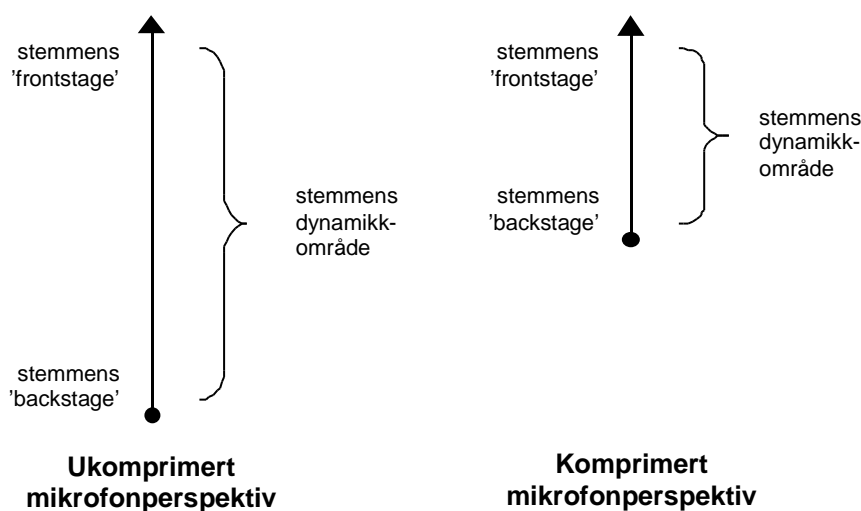 stemmens
’frontstage’
stemmens
dynamikk-
område
stemmens
’backstage’
Ukomprimert
mikrofonperspektiv
stemmens
’frontstage’
stemmens
dynamikk-
område
stemmens
’backstage’
Komprimert
mikrofonperspektiv